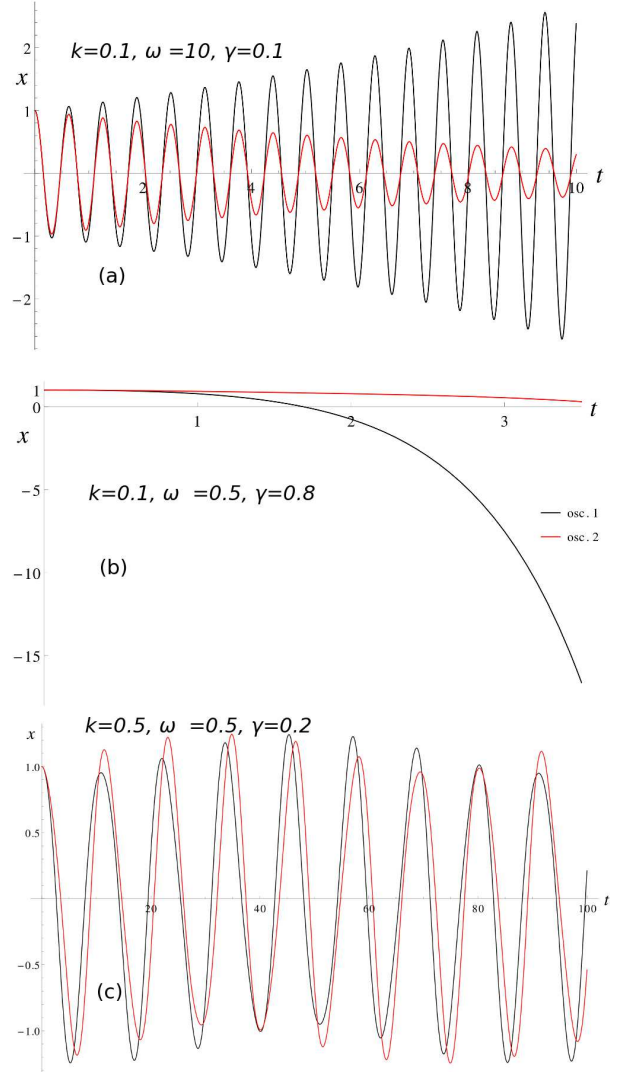 k=0.1, ω =10, γ=0.1
2
x
1
2 4 6 8 10 t
−1
(a)
−2
1
0
1 2 3 t
x
−5
k=0.1, ω  =0.5, γ=0.8
osc. 1
osc. 2
−10
(b)
−15
k=0.5, ω  =0.5, γ=0.2
x
1.0
0.5
20 40 60 80 100 t
−0.5
(c)
−1.0